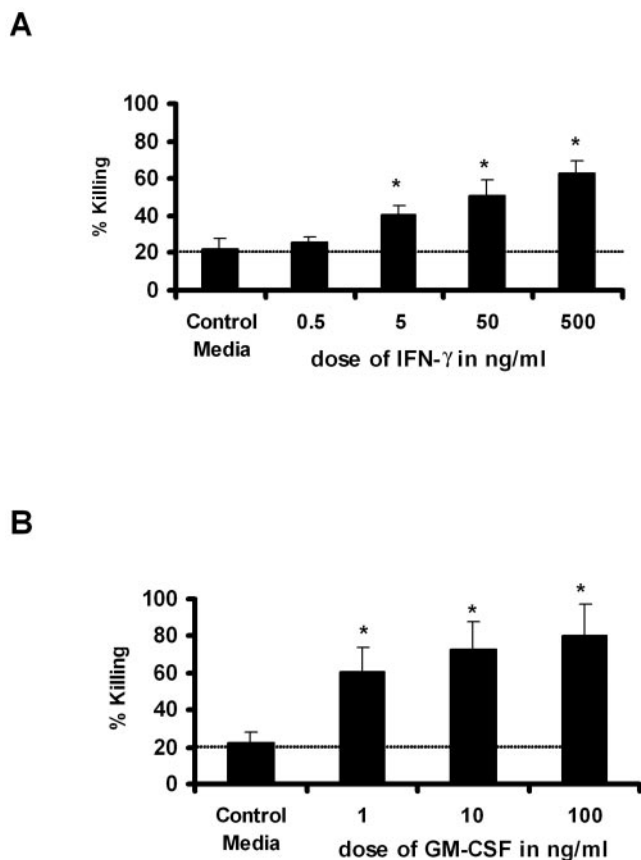 A
100
80
60
40
20
0
% Killing
* * *
Control Media 0.5 5 50 500
dose of IFN-γ in ng/ml
B
100
80
60
40
20
0
% Killing
* * *
Control Media 1 10 100
dose of GM-CSF in ng/ml